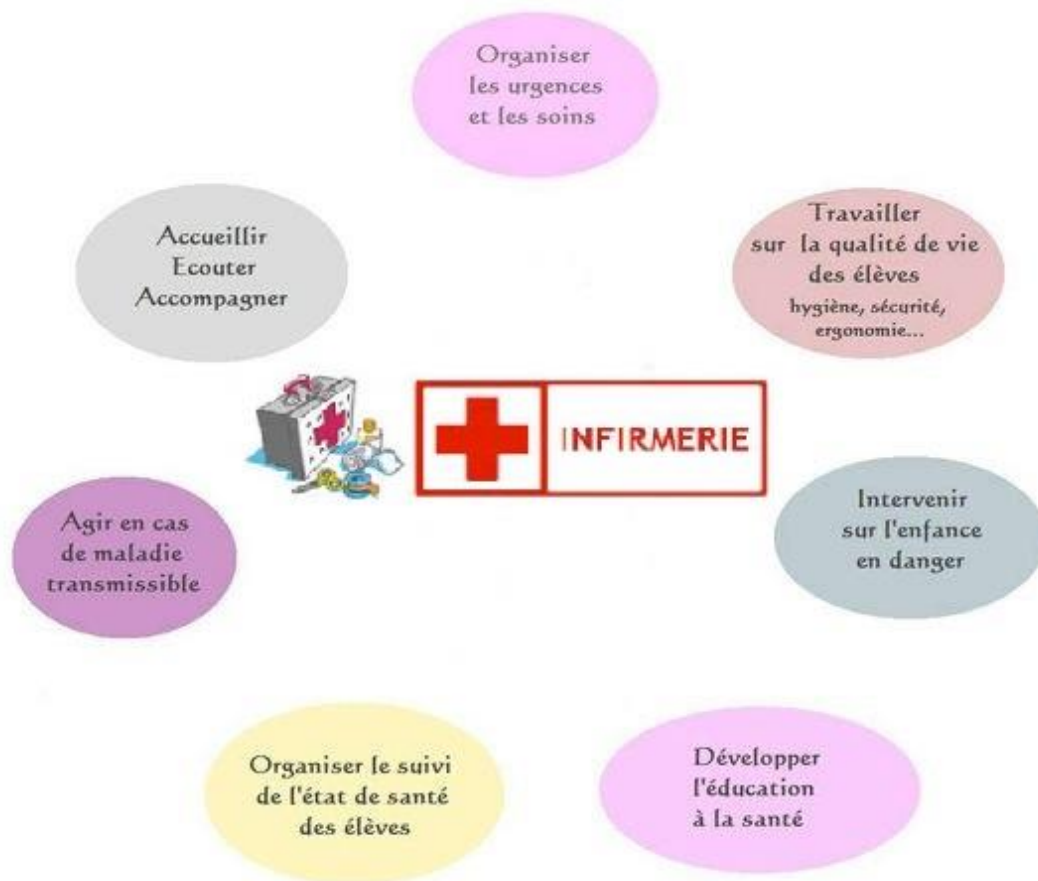 Organiser
les urgences
et les soins
Accueillir
Ecouter
Accompagner
Travailler
sur la qualité de vie
des élèves
hygiène, sécurité,
ergonomie...
INFIRMERIE
Agir en cas
de maladie
transmissible
Intervenir
sur l'enfance
en danger
Organiser le suivi
de l'état de santé
des élèves
Développer
l'éducation
à la santé